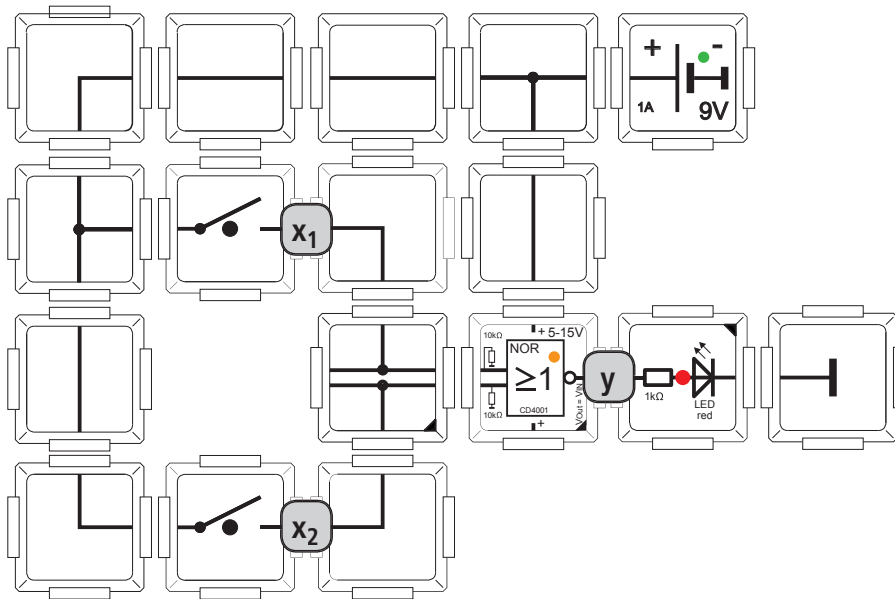 + -
1A 9V
x1
10kΩ + 5-15V
NOR
≥1
y
10kΩ CD4001
+
VOut = VIN
1kΩ LED
red
x2